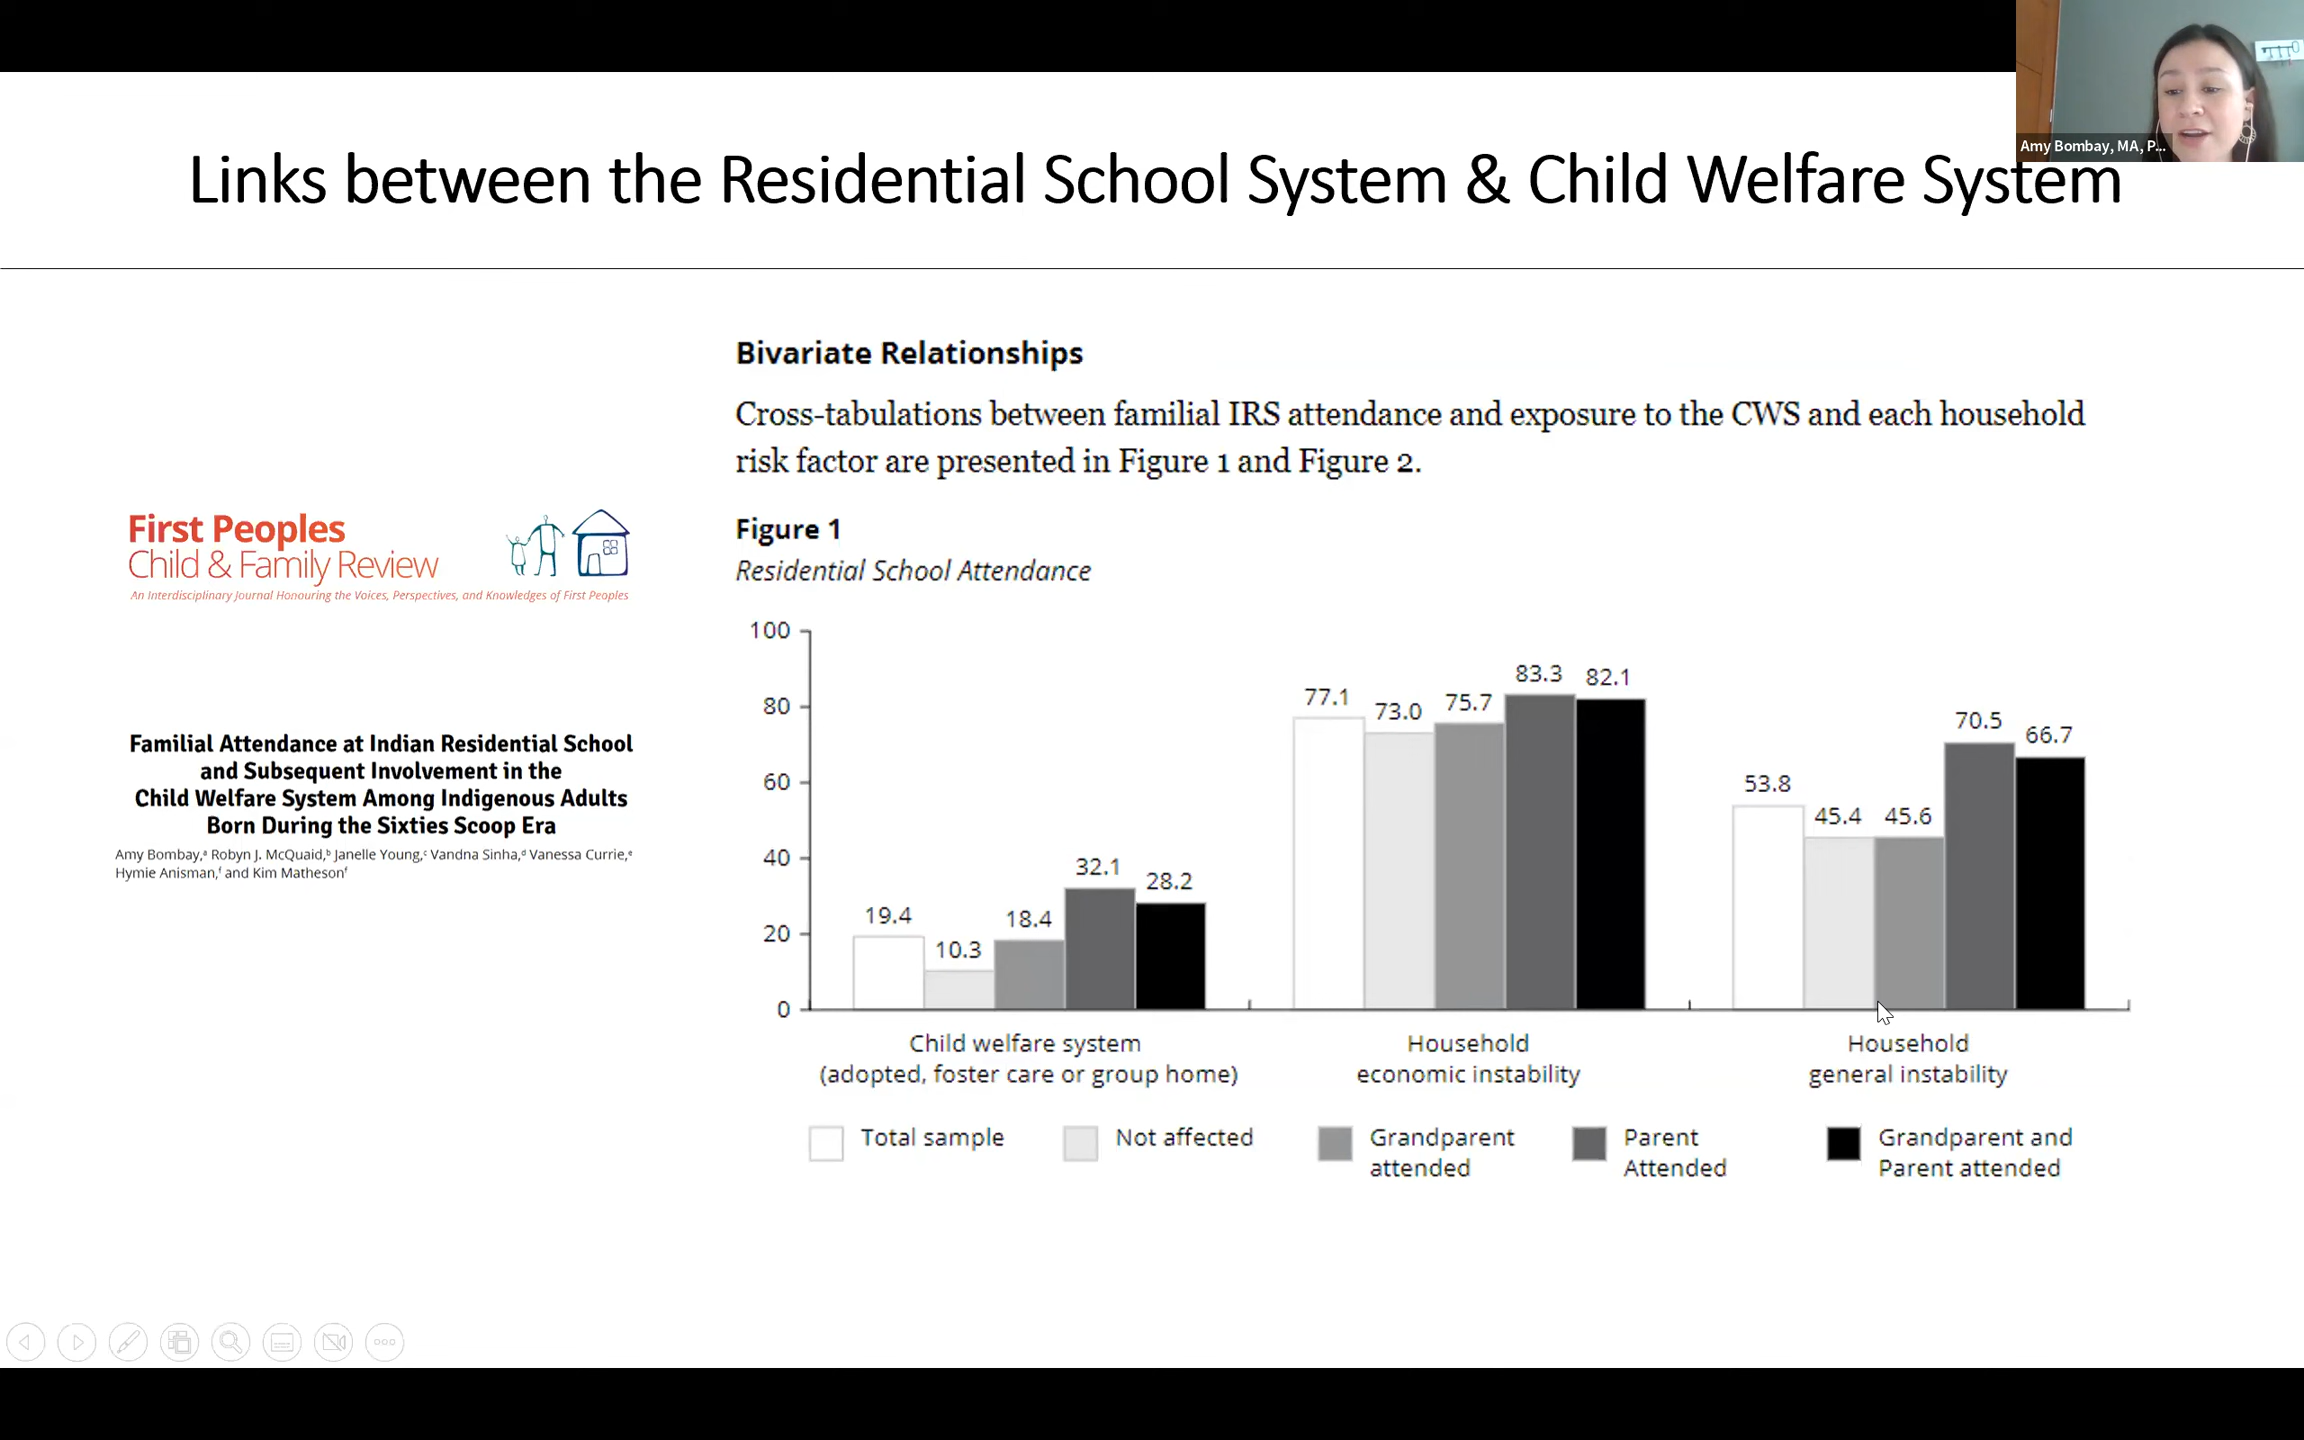 Amy Bombay, MA, P...
Links between the Residential School System & Child Welfare System
First Peoples
Child & Family Review
An Interdisciplinary Journal Honouring the Voices, Perspectives, and Knowledges of First Peoples
Familial Attendance at Indian Residential School
and Subsequent Involvement in the
Child Welfare System Among Indigenous Adults
Born During the Sixties Scoop Era
Amy Bombay,ᵃ Robyn J. McQuaid,ᵇ Janelle Young,ᶜ Vandna Sinha,ᵈ Vanessa Currie,ᵉ
Hymie Anisman,ᶠ and Kim Mathesonᶠ
Bivariate Relationships
Cross-tabulations between familial IRS attendance and exposure to the CWS and each household
risk factor are presented in Figure 1 and Figure 2.
Figure 1
Residential School Attendance
100
80
60
40
20
0
19.4
10.3
18.4
32.1
28.2
77.1
73.0
75.7
83.3
82.1
53.8
45.4
45.6
70.5
66.7
Child welfare system
(adopted, foster care or group home)
Household
economic instability
Household
general instability
Total sample
Not affected
Grandparent
attended
Parent
Attended
Grandparent and
Parent attended